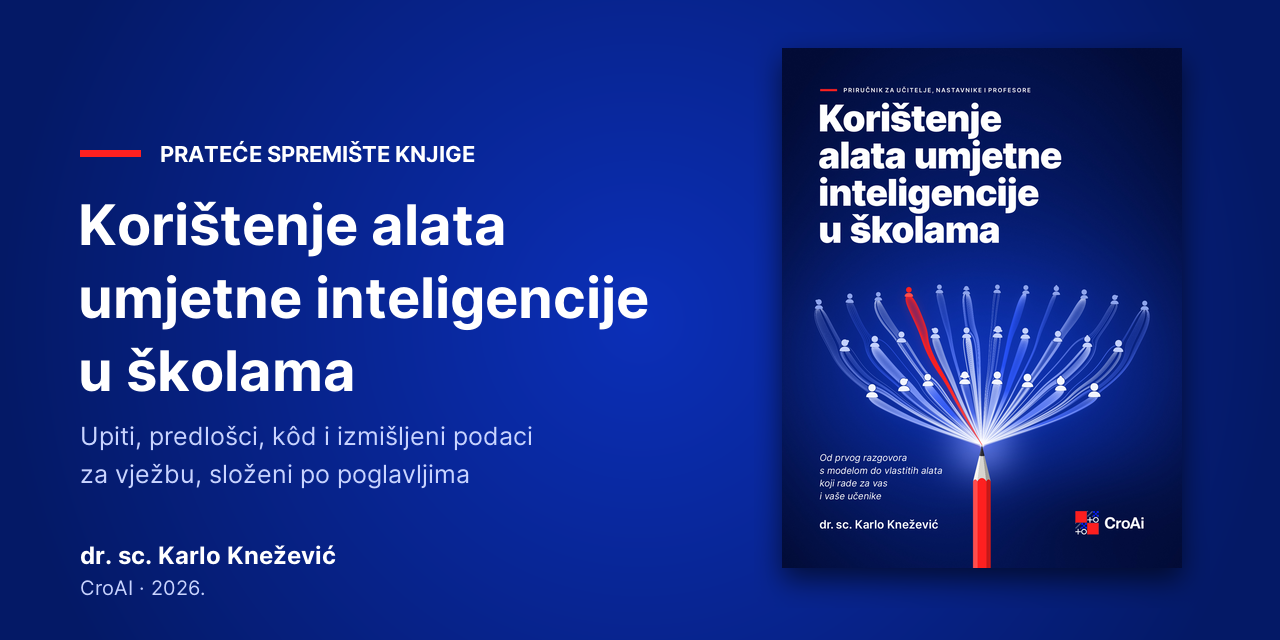 PRATEĆE SPREMIŠTE KNJIGE
Korištenje alata
umjetne inteligencije
u školama
Upiti, predlošci, kôd i izmišljeni podaci
za vježbu, složeni po poglavljima
dr. sc. Karlo Knežević
CroAI · 2026.
PRIRUČNIK ZA UČITELJE, NASTAVNIKE I PROFESORE
Korištenje
alata umjetne
inteligencije
u školama
Od prvog razgovora
s modelom do vlastitih alata
koji rade za vas
i vaše učenike
dr. sc. Karlo Knežević
CroAi